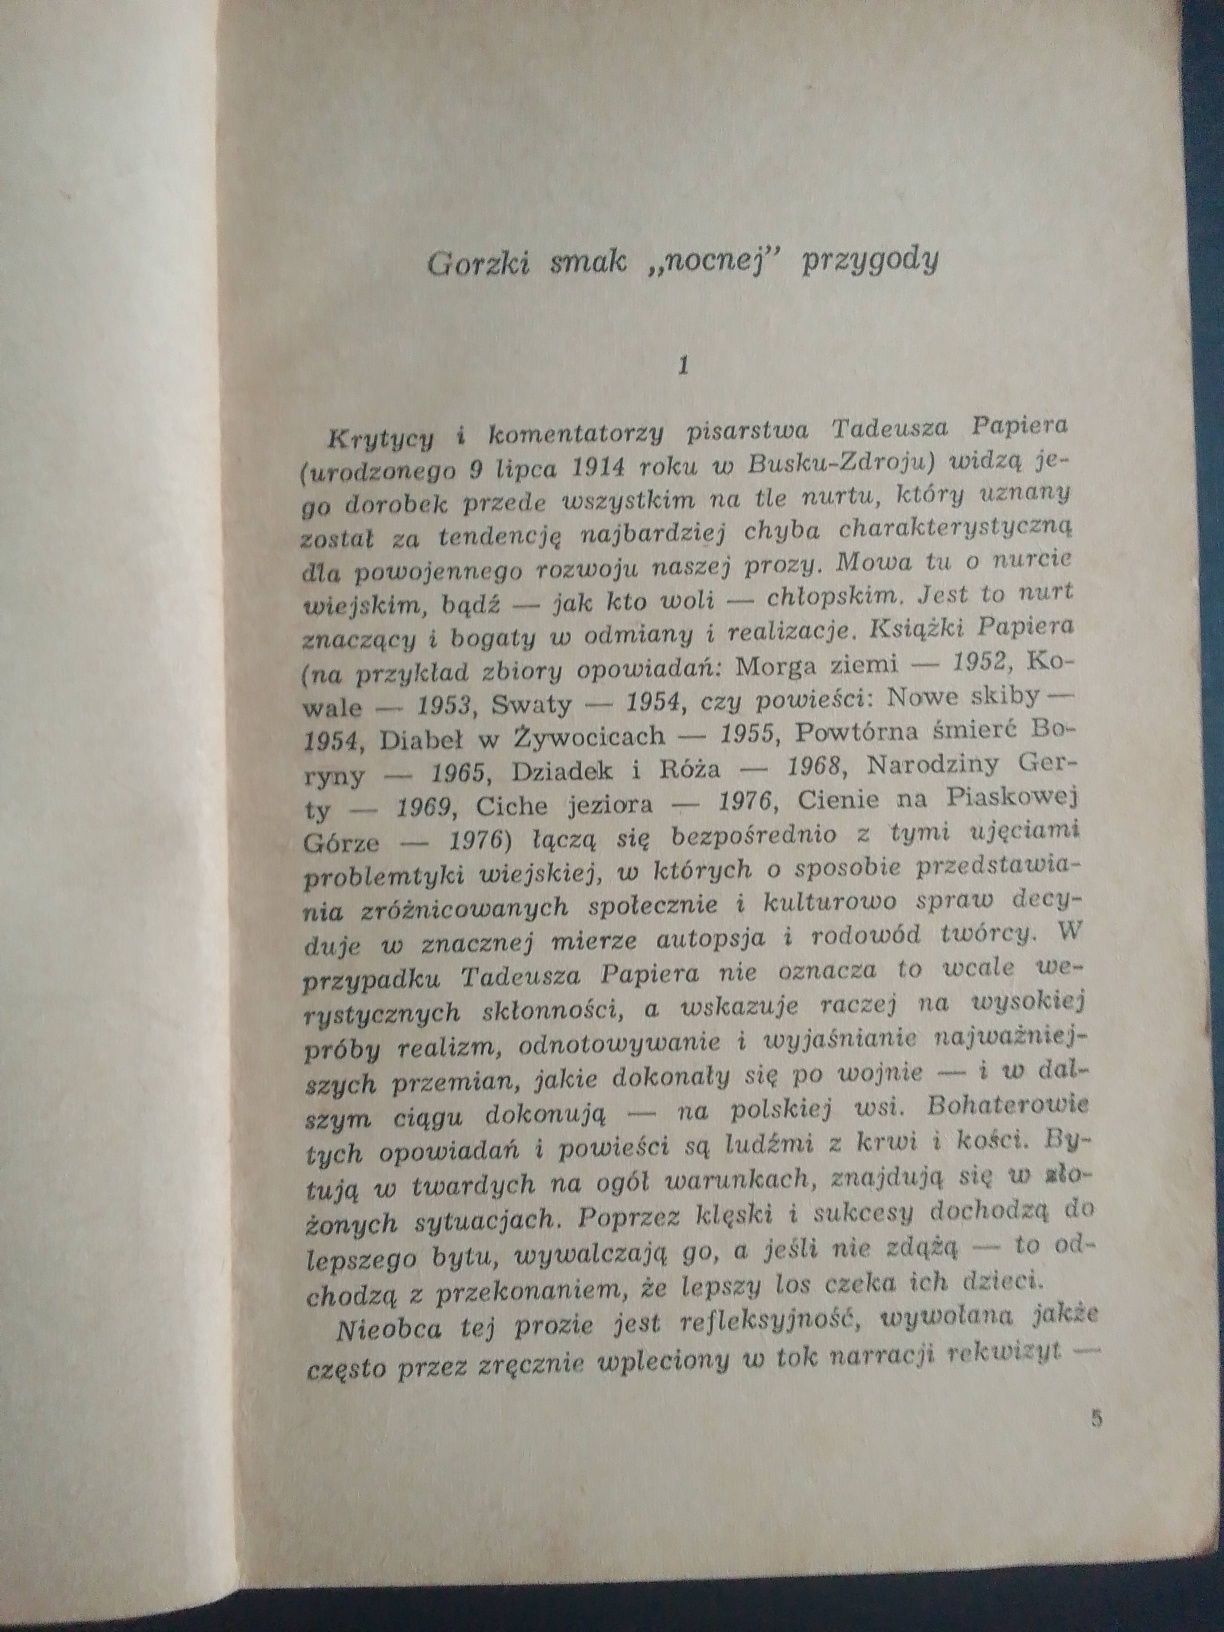 Gorzki smak „nocnej” przygody
1
Krytycy i komentatorzy pisarstwa Tadeusza Papiera
(urodzonego 9 lipca 1914 roku w Busku-Zdroju) widzą je-
go dorobek przede wszystkim na tle nurtu, który uznany
został za tendencję najbardziej chyba charakterystyczną
dla powojennego rozwoju naszej prozy. Mowa tu o nurcie
wiejskim, bądź — jak kto woli — chłopskim. Jest to nurt
znaczący i bogaty w odmiany i realizacje. Książki Papiera
(na przykład zbiory opowiadań: Morga ziemi — 1952, Ko-
wale — 1953, Swaty — 1954, czy powieści: Nowe skiby —
1954, Diabeł w Żywocicach — 1955, Powtórna śmierć Bo-
ryny — 1965, Dziadek i Róża — 1968, Narodziny Ger-
ty — 1969, Ciche jeziora — 1976, Cienie na Piaskowej
Górze — 1976) łączą się bezpośrednio z tymi ujęciami
problemtyki wiejskiej, w których o sposobie przedstawia-
nia zróżnicowanych społecznie i kulturowo spraw decy-
duje w znacznej mierze autopsja i rodowód twórcy. W
przypadku Tadeusza Papiera nie oznacza to wcale we-
rystycznych skłonności, a wskazuje raczej na wysokiej
próby realizm, odnotowywanie i wyjaśnianie najważniej-
szych przemian, jakie dokonały się po wojnie — i w dal-
szym ciągu dokonują — na polskiej wsi. Bohaterowie
tych opowiadań i powieści są ludźmi z krwi i kości. By-
tują w twardych na ogół warunkach, znajdują się w zło-
żonych sytuacjach. Poprzez klęski i sukcesy dochodzą do
lepszego bytu, wywalczają go, a jeśli nie zdążą — to od-
chodzą z przekonaniem, że lepszy los czeka ich dzieci.
Nieobca tej prozie jest refleksyjność, wywołana jakże
często przez zręcznie wpleciony w tok narracji rekwizyt —
5